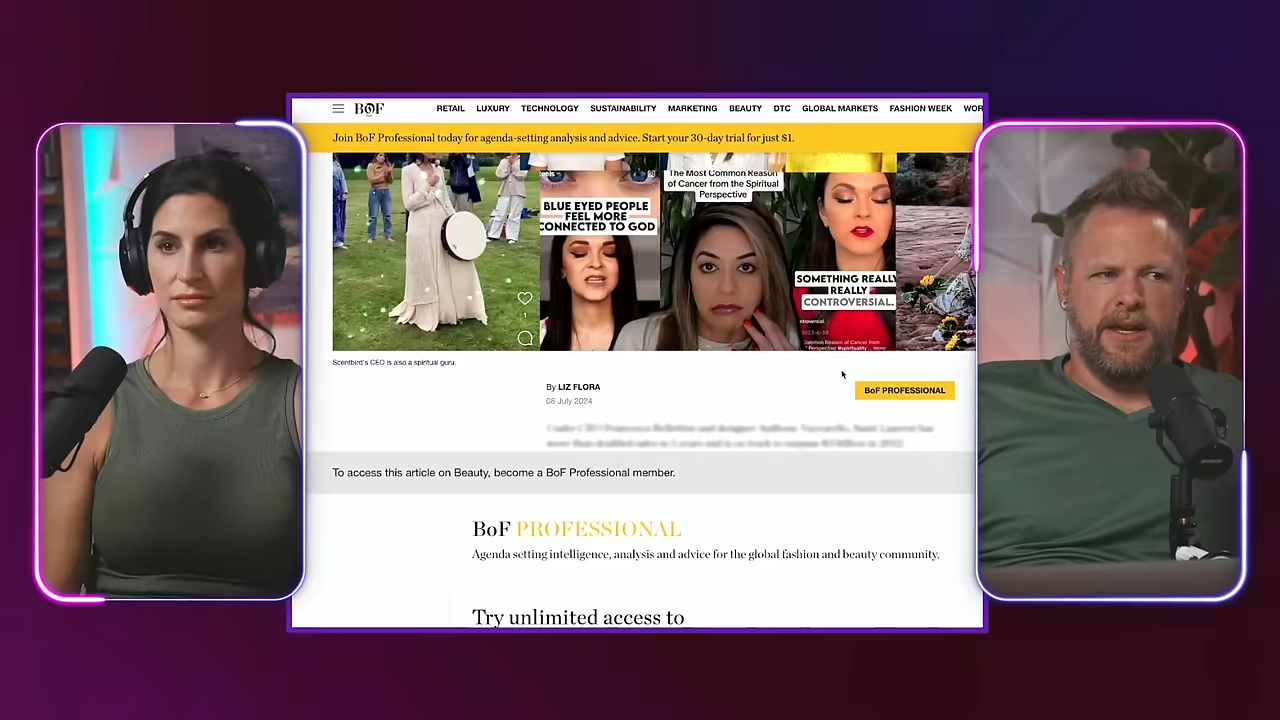 BOF
RETAIL LUXURY TECHNOLOGY SUSTAINABILITY MARKETING BEAUTY DTC GLOBAL MARKETS FASHION WEEK WOR
Join BoF Professional today for agenda-setting analysis and advice. Start your 30-day trial for just $1.
BLUE EYED PEOPLE
FEEL MORE
CONNECTED TO GOD
The Most Common Reason
of Cancer from the Spiritual
Perspective
SOMETHING REALLY
REALLY
CONTROVERSIAL.
1
Scentbird's CEO is also a spiritual guru.
By LIZ FLORA
08 July 2024
BoF PROFESSIONAL
To access this article on Beauty, become a BoF Professional member.
BoF PROFESSIONAL
Agenda setting intelligence, analysis and advice for the global fashion and beauty community.
Try unlimited access to